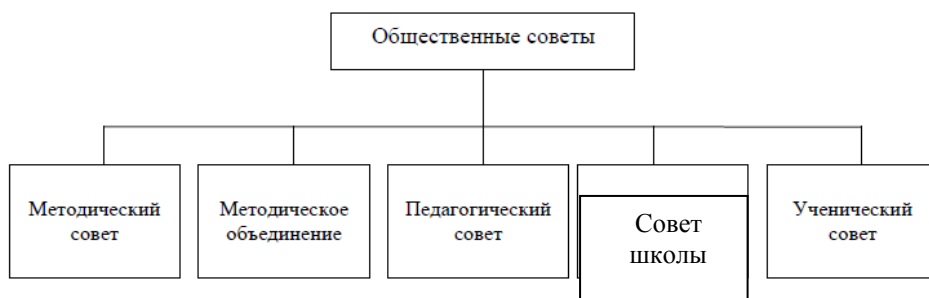 Общественные советы
Методический
совет
Методическое
объединение
Педагогический
совет
Совет
школы
Ученический
совет